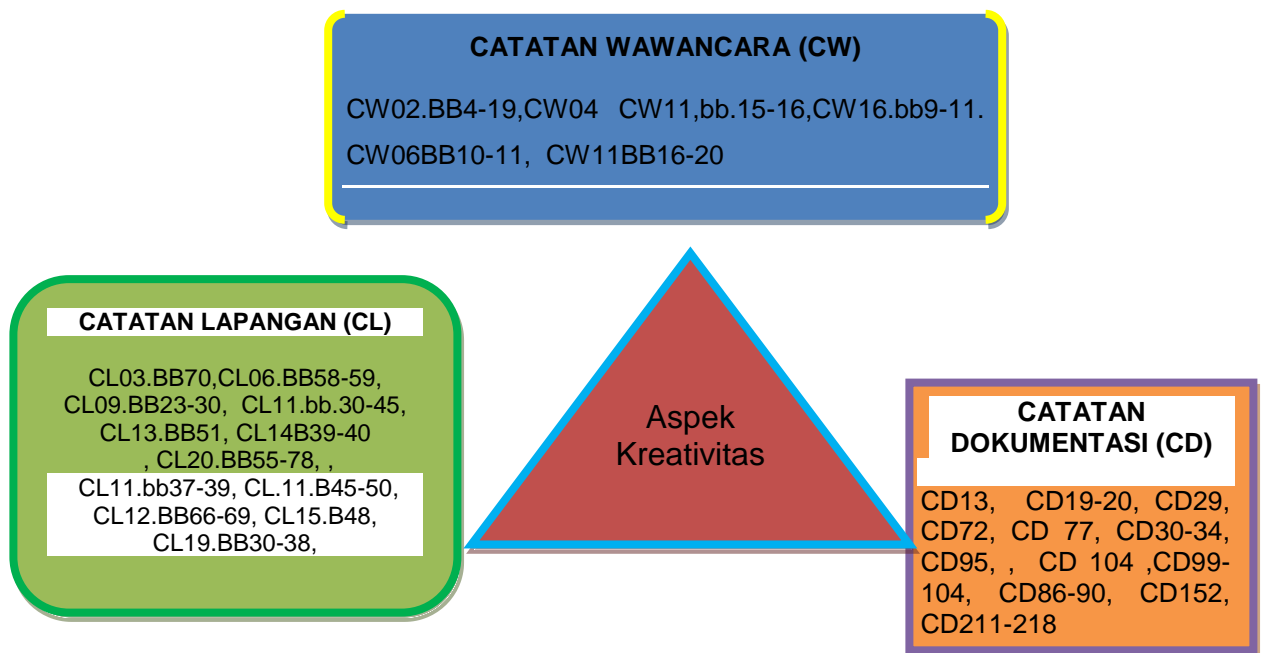 CATATAN WAWANCARA (CW)
CW02.BB4-19,CW04 CW11,bb.15-16,CW16.bb9-11.
CW06BB10-11, CW11BB16-20
CATATAN LAPANGAN (CL)
CL03.BB70,CL06.BB58-59,
CL09.BB23-30, CL11.bb.30-45,
CL13.BB51, CL14B39-40
, CL20.BB55-78, ,
CL11.bb37-39, CL.11.B45-50,
CL12.BB66-69, CL15.B48,
CL19.BB30-38,
Aspek
Kreativitas
CATATAN
DOKUMENTASI (CD)
CD13, CD19-20, CD29,
CD72, CD 77, CD30-34,
CD95, , CD 104 ,CD99-
104, CD86-90, CD152,
CD211-218